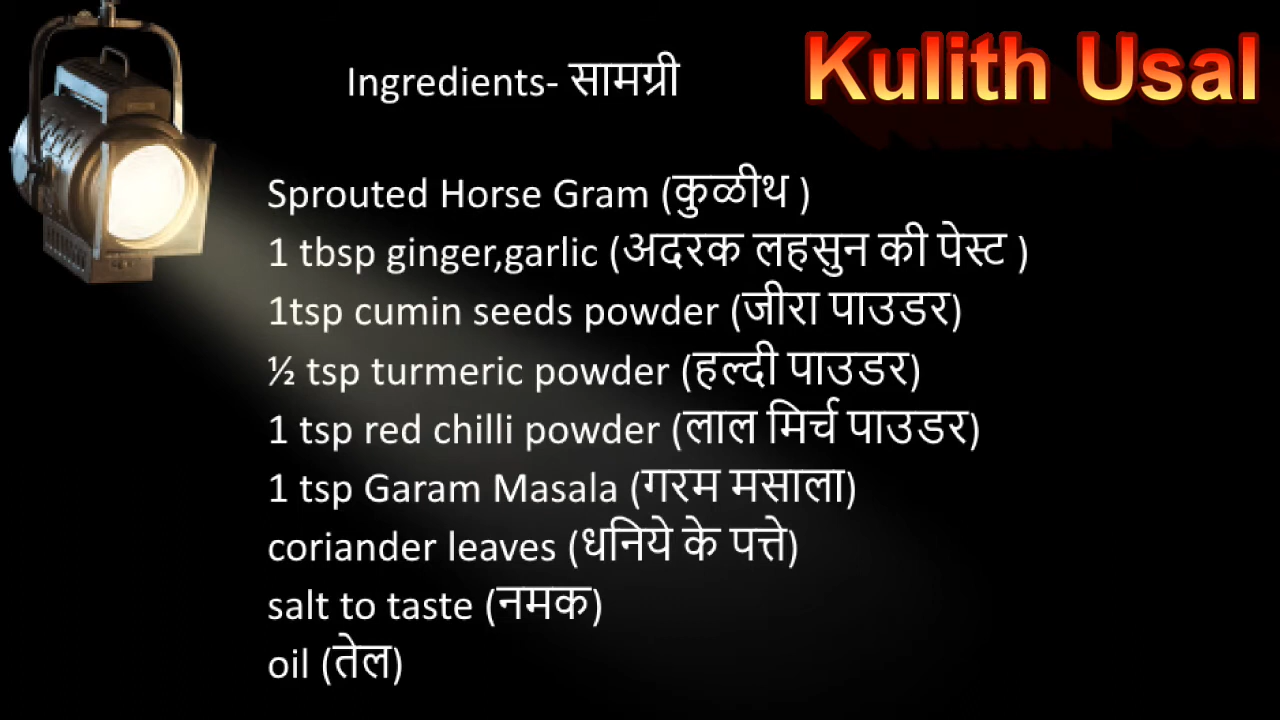 Kulith Usal
Ingredients- सामग्री
Sprouted Horse Gram (कुळीथ )
1 tbsp ginger,garlic (अदरक लहसुन की पेस्ट )
1tsp cumin seeds powder (जीरा पाउडर)
½ tsp turmeric powder (हल्दी पाउडर)
1 tsp red chilli powder (लाल मिर्च पाउडर)
1 tsp Garam Masala (गरम मसाला)
coriander leaves (धनिये के पत्ते)
salt to taste (नमक)
oil (तेल)